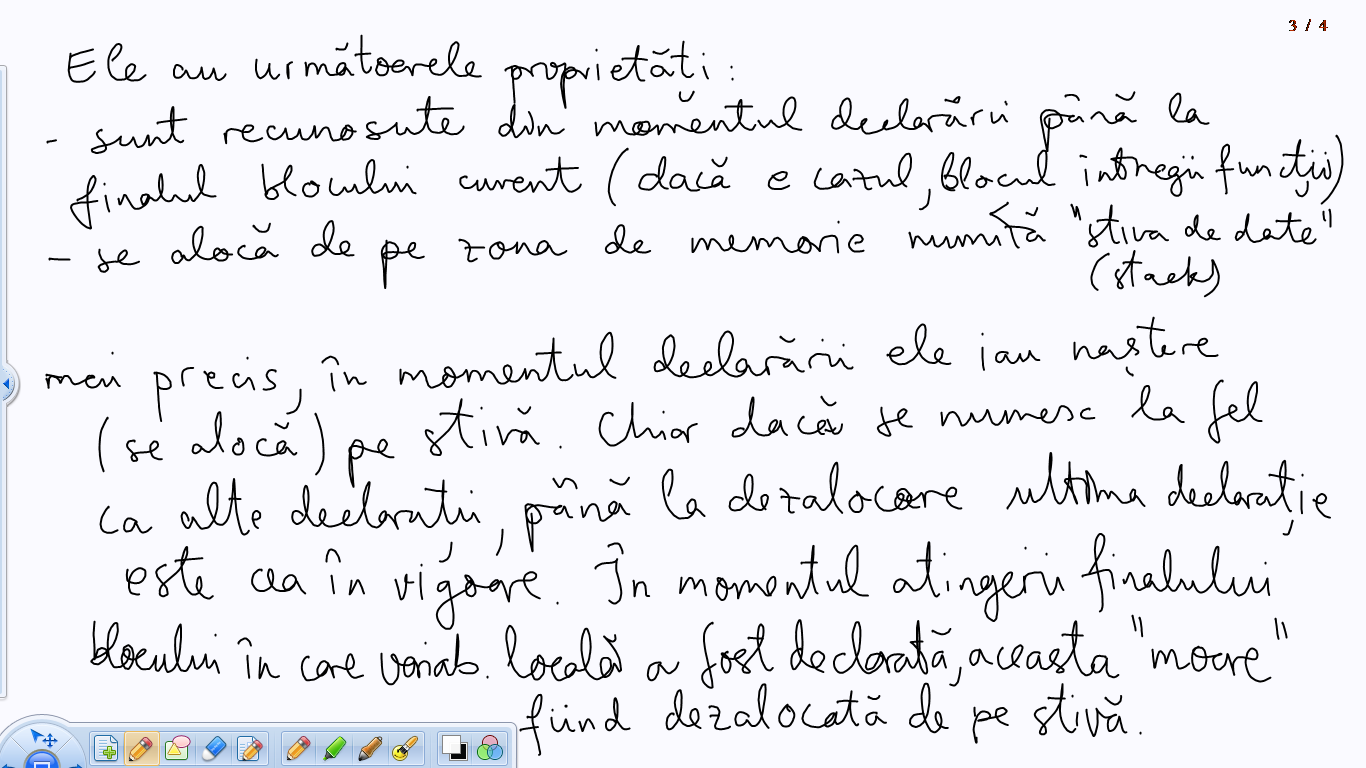 3 / 4
Ele au următoarele proprietăți:
- sunt recunoscute din momentul declarării până la
finalul blocului curent (dacă e cazul, blocul întregii funcții)
- se alocă de pe zona de memorie numită "stiva de date"
(stack)
mai precis, în momentul declarării ele iau naștere
(se alocă) pe stivă. Chiar dacă se numesc la fel
ca alte declarații, până la dezalocare ultima declarație
este cea în vigoare. În momentul atingerii finalului
blocului în care variab. locală a fost declarată, aceasta "moare"
fiind dezalocată de pe stivă.